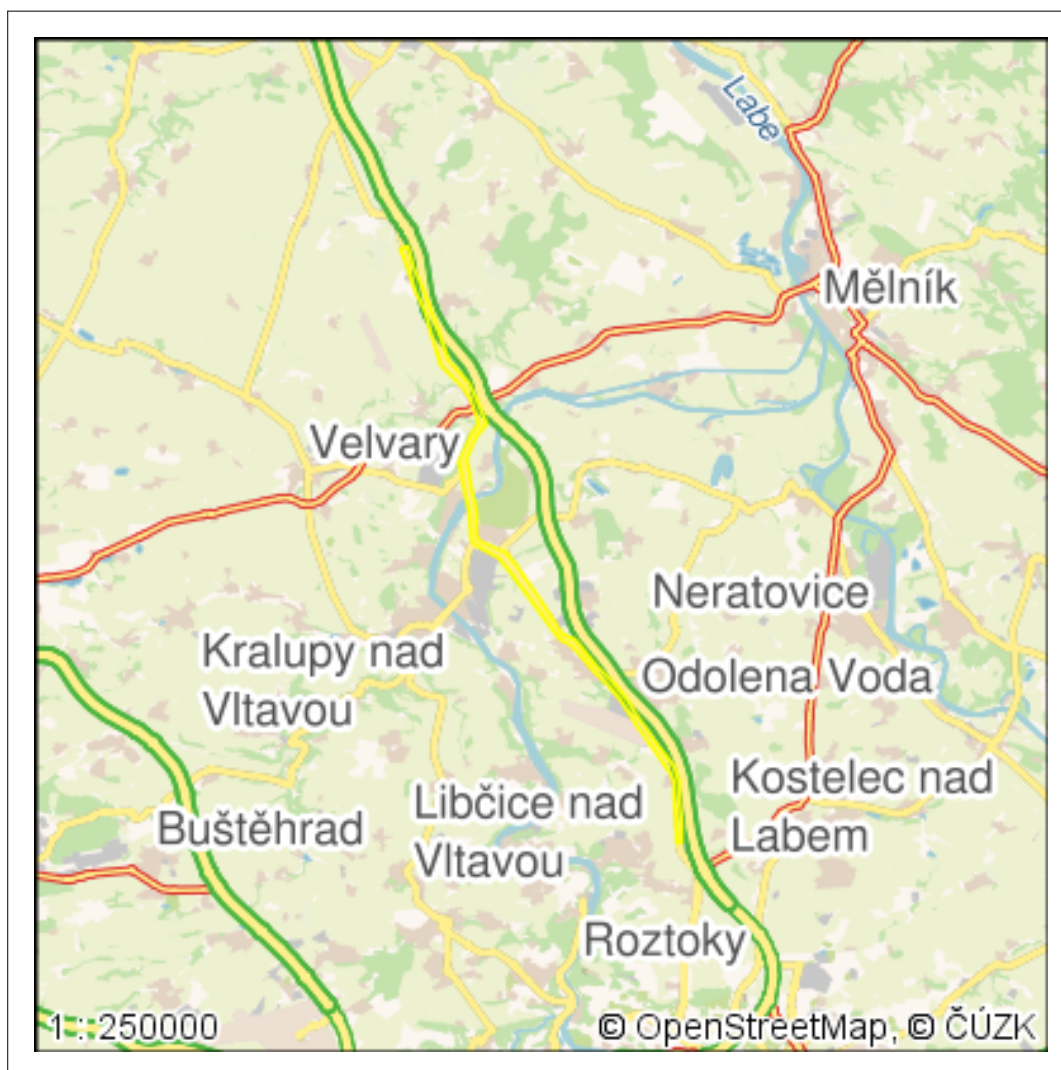 Labe
Mělník
Velvary
Neratovice
Kralupy nad
Vltavou
Odolena Voda
Kostelec nad
Labem
Libčice nad
Vltavou
Buštěhrad
Roztoky
1 : 250000
© OpenStreetMap, © ČÚZK